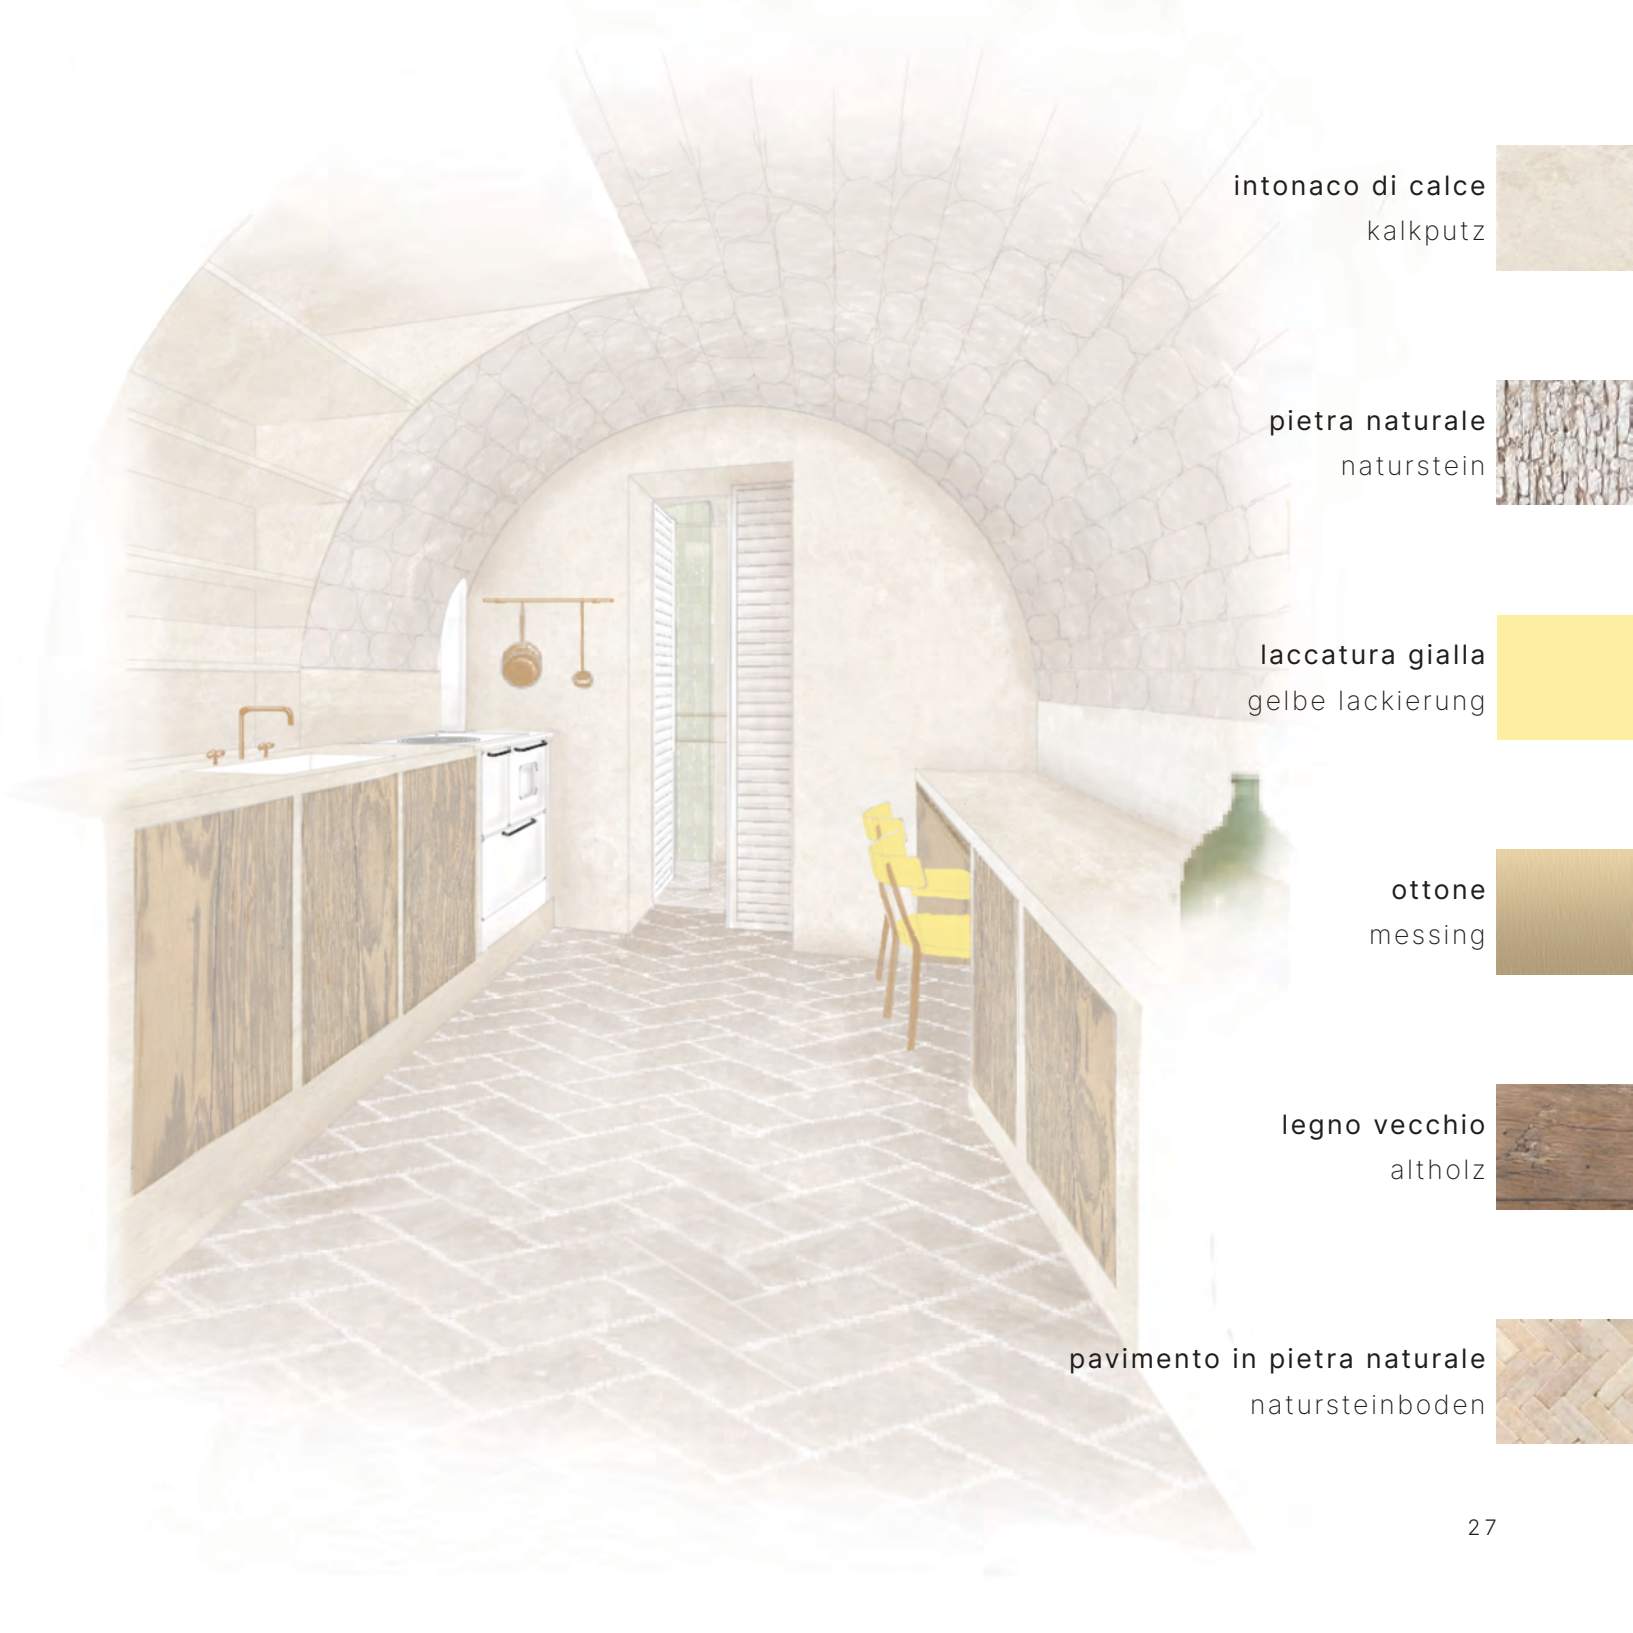 intonaco di calce
kalkputz
pietra naturale
naturstein
laccatura gialla
gelbe lackierung
ottone
messing
legno vecchio
altholz
pavimento in pietra naturale
natursteinboden
27